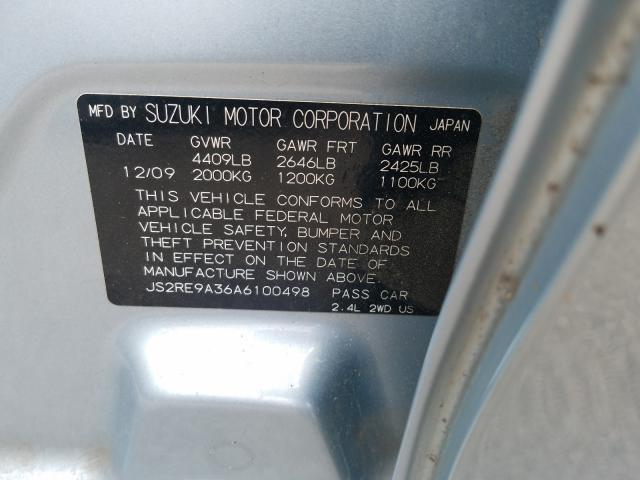 MFD BY SUZUKI MOTOR CORPORATION JAPAN
DATE GVWR GAWR FRT GAWR RR
4409LB 2646LB 2425LB
12/09 2000KG 1200KG 1100KG
THIS VEHICLE CONFORMS TO ALL
APPLICABLE FEDERAL MOTOR
VEHICLE SAFETY, BUMPER AND
THEFT PREVENTION STANDARDS
IN EFFECT ON THE DATE OF
MANUFACTURE SHOWN ABOVE.
JS2RE9A36A6100498 PASS CAR
2.4L 2WD US